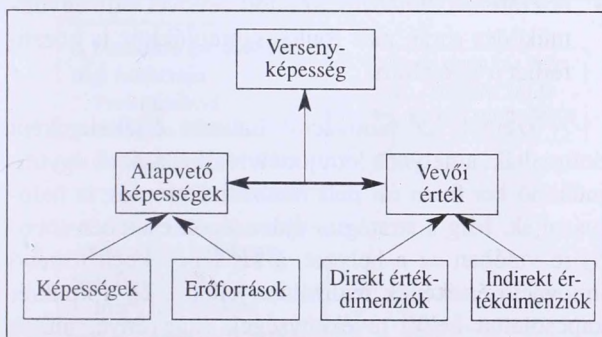 Verseny-
képesség
Alapvető
képességek
Vevői
érték
Képességek
Erőforrások
Direkt érték-
dimenziók
Indirekt ér-
tékdimenziók